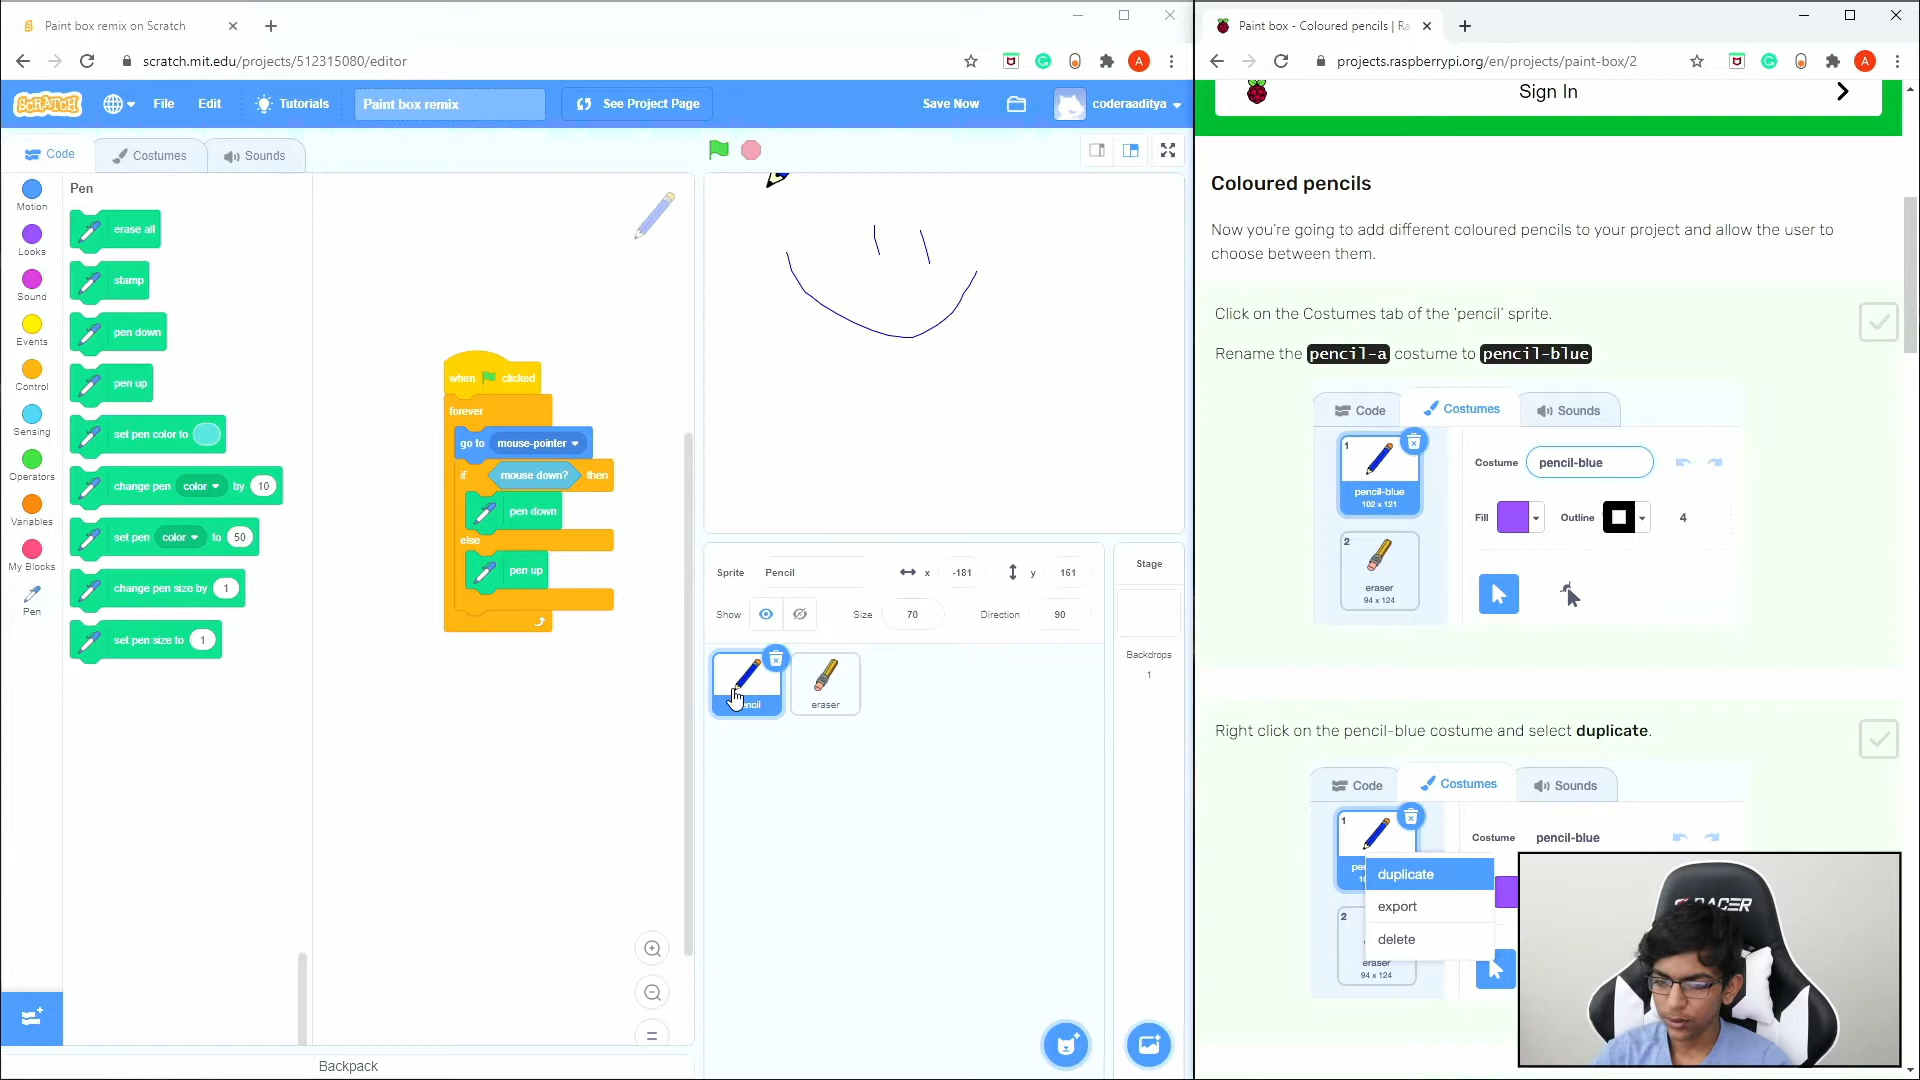 Paint box remix on Scratch
scratch.mit.edu/projects/512315080/editor
A
SCRATCH
File
Edit
Tutorials
Paint box remix
See Project Page
Save Now
coderaaditya
Code
Costumes
Sounds
Motion
Looks
Sound
Events
Control
Sensing
Operators
Variables
My Blocks
Pen
Pen
erase all
stamp
pen down
pen up
set pen color to
change pen color by 10
set pen color to 50
change pen size by 1
set pen size to 1
when clicked
forever
go to mouse-pointer
if mouse down? then
pen down
else
pen up
Backpack
Sprite Pencil x -181 y 161
Show Size 70 Direction 90
eraser
Stage
Backdrops
1
Paint box - Coloured pencils |
projects.raspberrypi.org/en/projects/paint-box/2
A
Sign In
Coloured pencils
Now you're going to add different coloured pencils to your project and allow the user to
choose between them.
Click on the Costumes tab of the 'pencil' sprite.
Rename the pencil-a costume to pencil-blue
Code
Costumes
Sounds
1
pencil-blue
102 x 121
2
eraser
94 x 124
Costume pencil-blue
Fill Outline 4
Right click on the pencil-blue costume and select duplicate.
Code
Costumes
Sounds
1
2
eraser
94 x 124
Costume pencil-blue
duplicate
export
delete
RACER